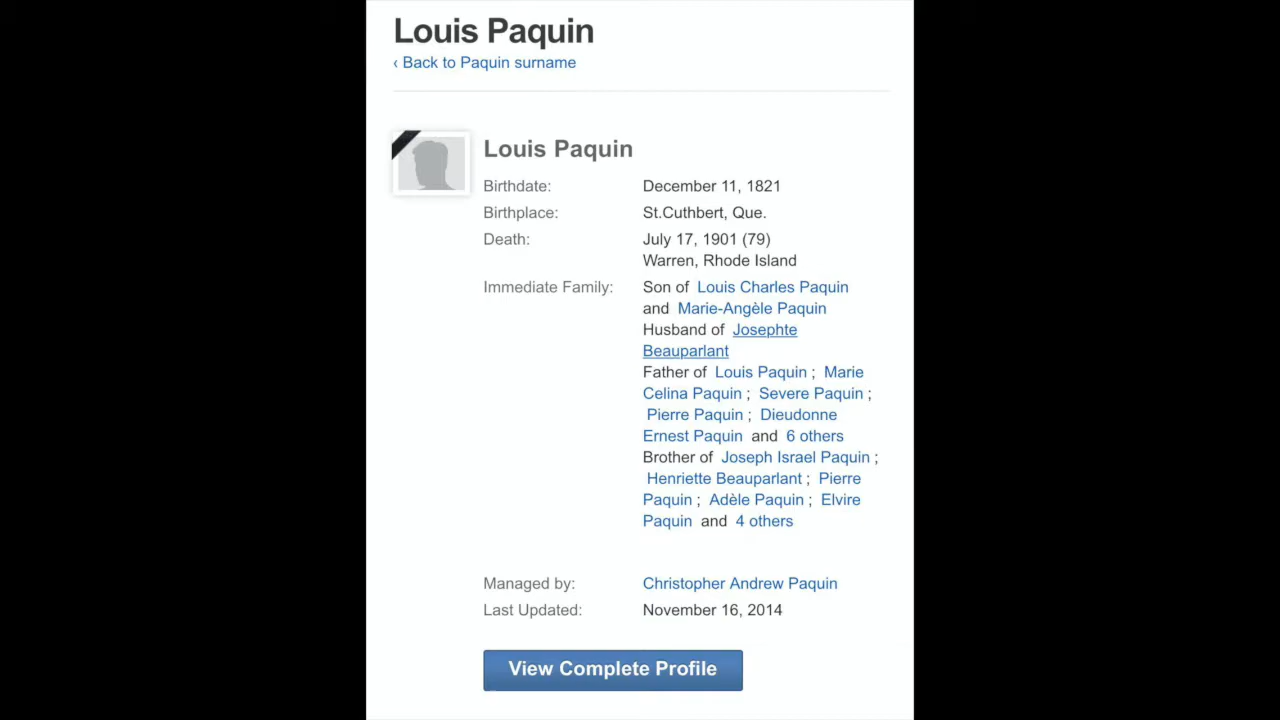 Louis Paquin
‹ Back to Paquin surname
Louis Paquin
Birthdate: December 11, 1821
Birthplace: St.Cuthbert, Que.
Death: July 17, 1901 (79)
Warren, Rhode Island
Immediate Family: Son of Louis Charles Paquin
and Marie-Angèle Paquin
Husband of Josephte
Beauparlant
Father of Louis Paquin ; Marie
Celina Paquin ; Severe Paquin ;
Pierre Paquin ; Dieudonne
Ernest Paquin and 6 others
Brother of Joseph Israel Paquin ;
Henriette Beauparlant ; Pierre
Paquin ; Adèle Paquin ; Elvire
Paquin and 4 others
Managed by: Christopher Andrew Paquin
Last Updated: November 16, 2014
View Complete Profile